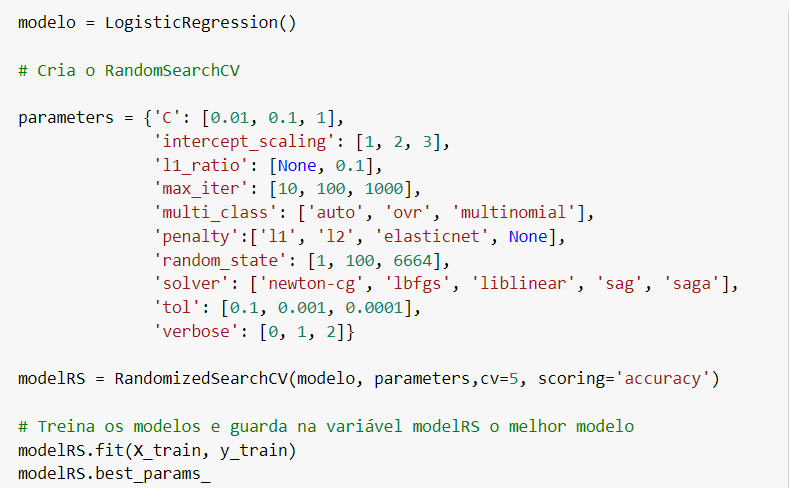 modelo = LogisticRegression()
# Cria o RandomSearchCV
parameters = {'C': [0.01, 0.1, 1],
'intercept_scaling': [1, 2, 3],
'l1_ratio': [None, 0.1],
'max_iter': [10, 100, 1000],
'multi_class': ['auto', 'ovr', 'multinomial'],
'penalty':['l1', 'l2', 'elasticnet', None],
'random_state': [1, 100, 6664],
'solver': ['newton-cg', 'lbfgs', 'liblinear', 'sag', 'saga'],
'tol': [0.1, 0.001, 0.0001],
'verbose': [0, 1, 2]}
modelRS = RandomizedSearchCV(modelo, parameters,cv=5, scoring='accuracy')
# Treina os modelos e guarda na variável modelRS o melhor modelo
modelRS.fit(X_train, y_train)
modelRS.best_params_